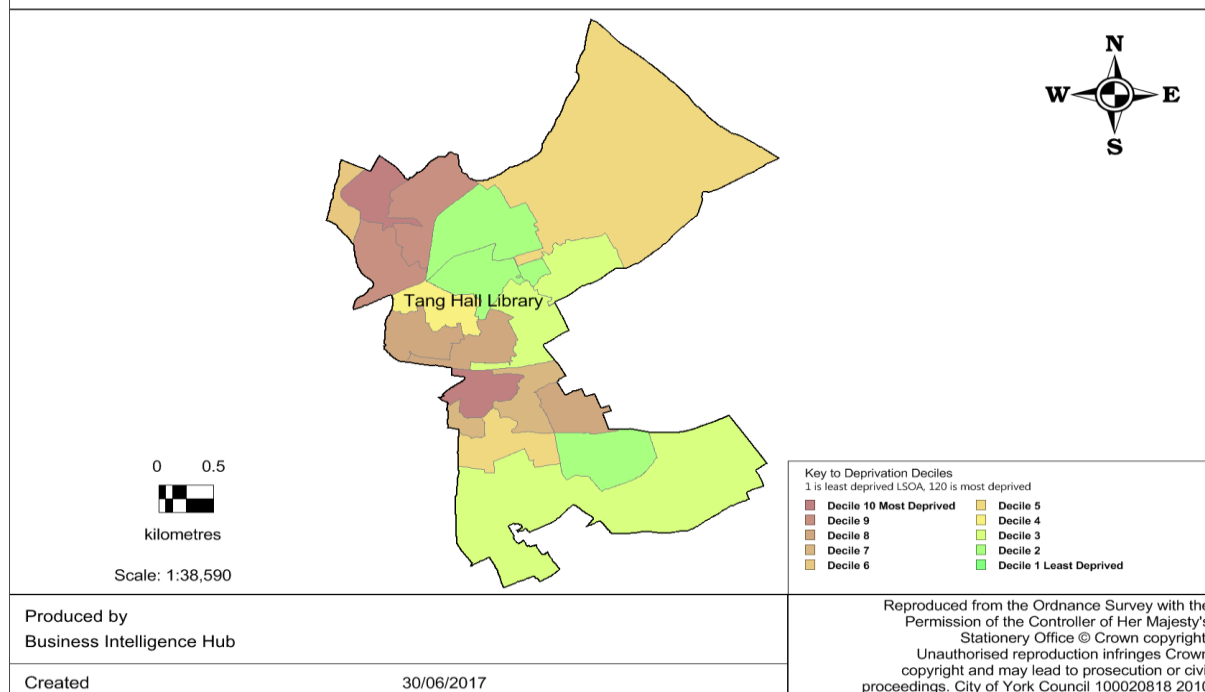 N
W E
S
Tang Hall Library
0 0.5
kilometres
Scale: 1:38,590
Key to Deprivation Deciles
1 is least deprived LSOA, 120 is most deprived
Decile 10 Most Deprived
Decile 9
Decile 8
Decile 7
Decile 6
Decile 5
Decile 4
Decile 3
Decile 2
Decile 1 Least Deprived
Produced by
Business Intelligence Hub
Created 30/06/2017
Reproduced from the Ordnance Survey with the
Permission of the Controller of Her Majesty's
Stationery Office © Crown copyright
Unauthorised reproduction infringes Crown
copyright and may lead to prosecution or civi
proceedings. City of York Council 100020818 2010